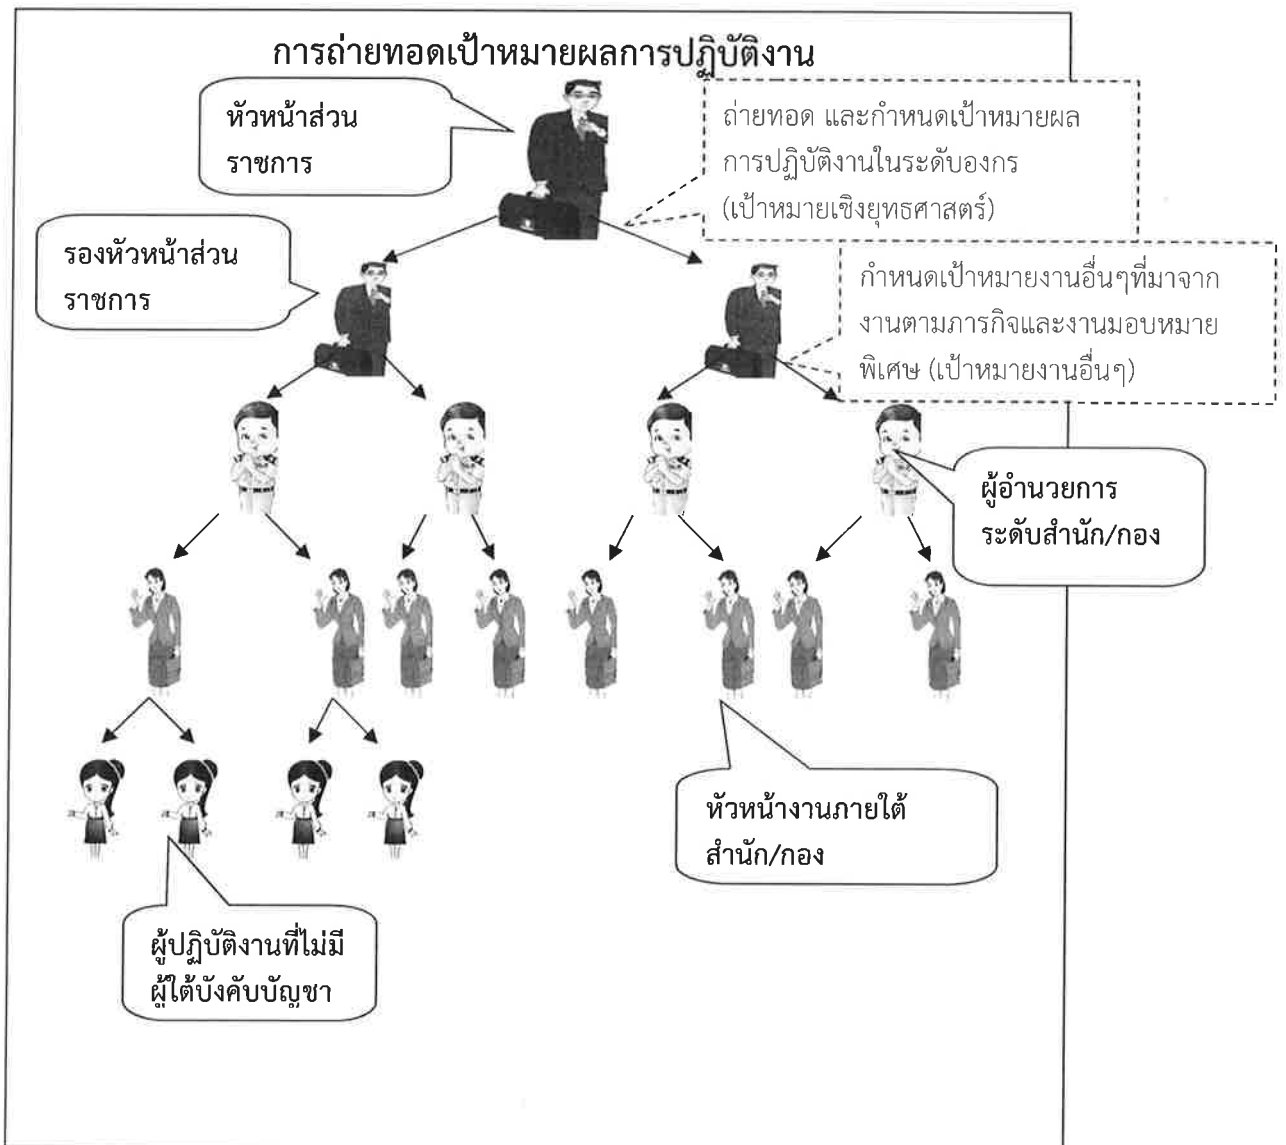 การถ่ายทอดเป้าหมายผลการปฏิบัติงาน
หัวหน้าส่วน
ราชการ
ถ่ายทอด และกำหนดเป้าหมายผล
การปฏิบัติงานในระดับองกร
(เป้าหมายเชิงยุทธศาสตร์)
รองหัวหน้าส่วน
ราชการ
กำหนดเป้าหมายงานอื่นๆที่มาจาก
งานตามภารกิจและงานมอบหมาย
พิเศษ (เป้าหมายงานอื่นๆ)
ผู้อำนวยการ
ระดับสำนัก/กอง
หัวหน้างานภายใต้
สำนัก/กอง
ผู้ปฏิบัติงานที่ไม่มี
ผู้ใต้บังคับบัญชา